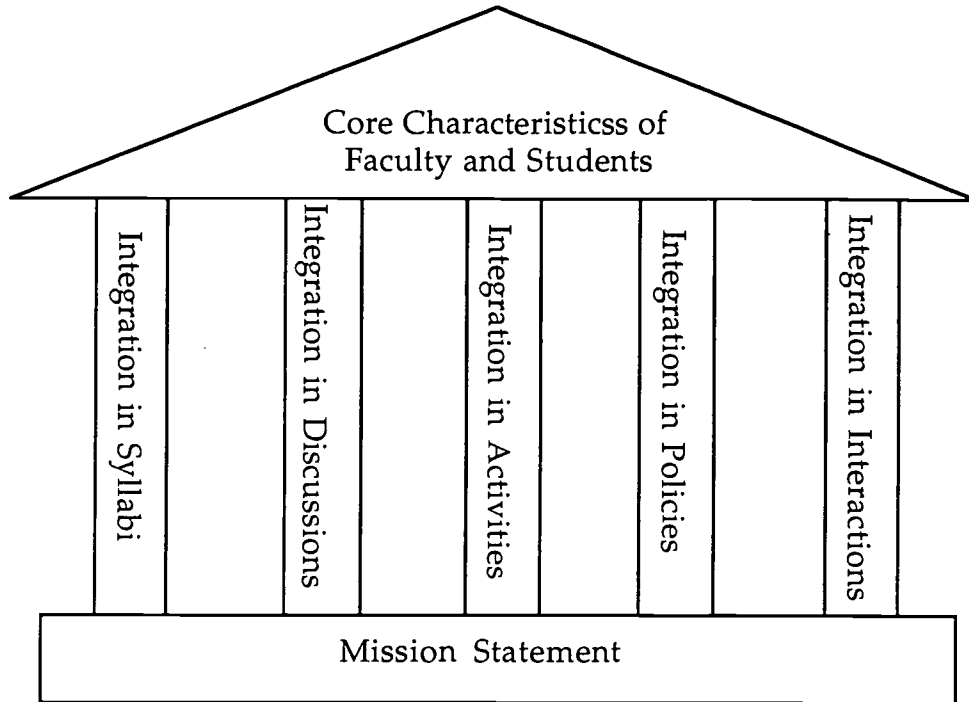 Core Characteristicss of
Faculty and Students
Integration in Syllabi
Integration in Discussions
Integration in Activities
Integration in Policies
Integration in Interactions
Mission Statement